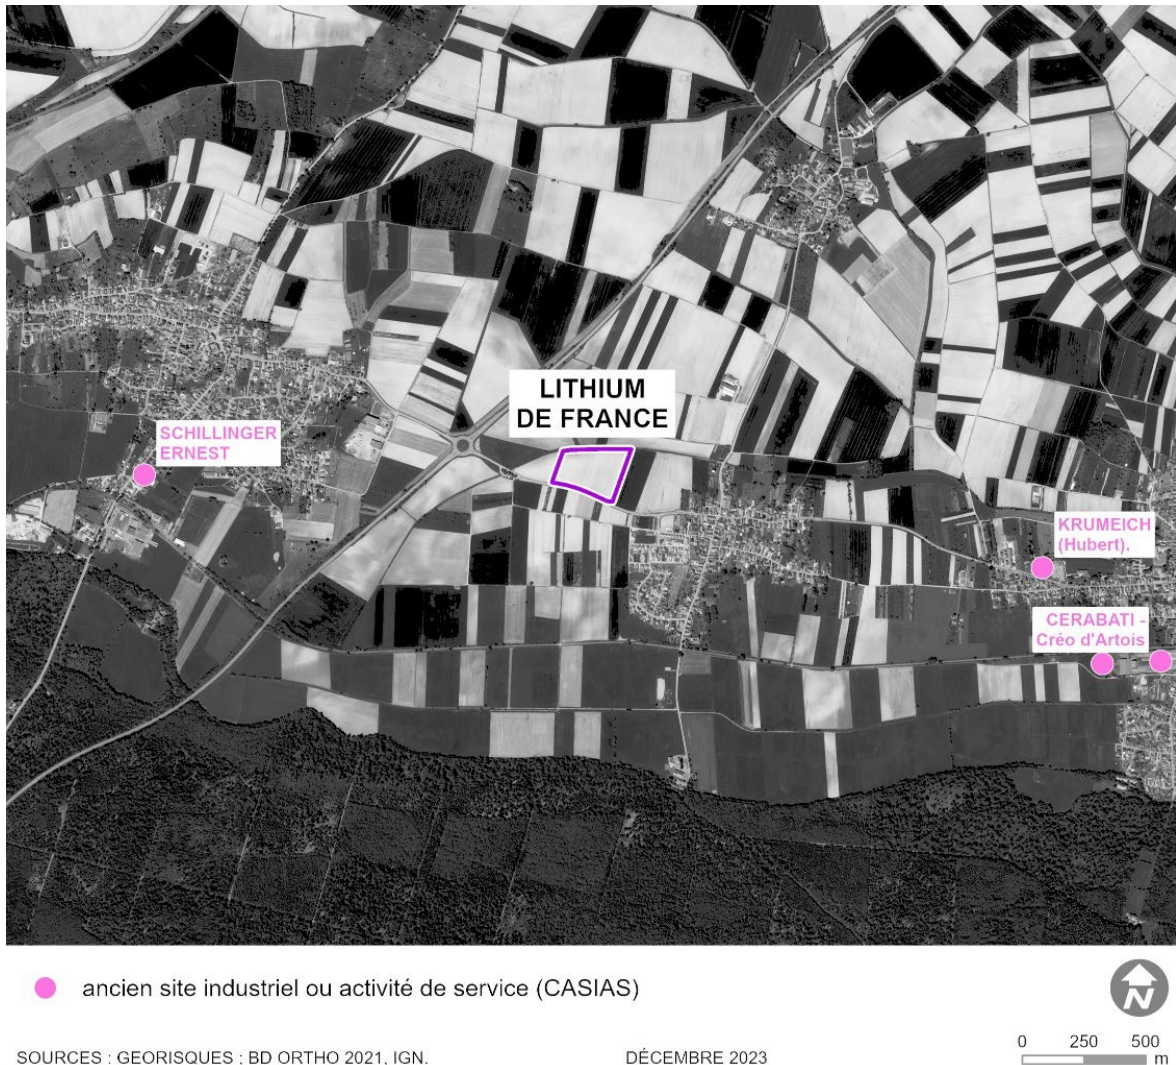 LITHIUM
DE FRANCE
SCHILLINGER
ERNEST
KRUMEICH
(Hubert).
CERABATI -
Créo d'Artois
ancien site industriel ou activité de service (CASIAS)
N
SOURCES : GEORISQUES ; BD ORTHO 2021, IGN.
DÉCEMBRE 2023
0 250 500
m